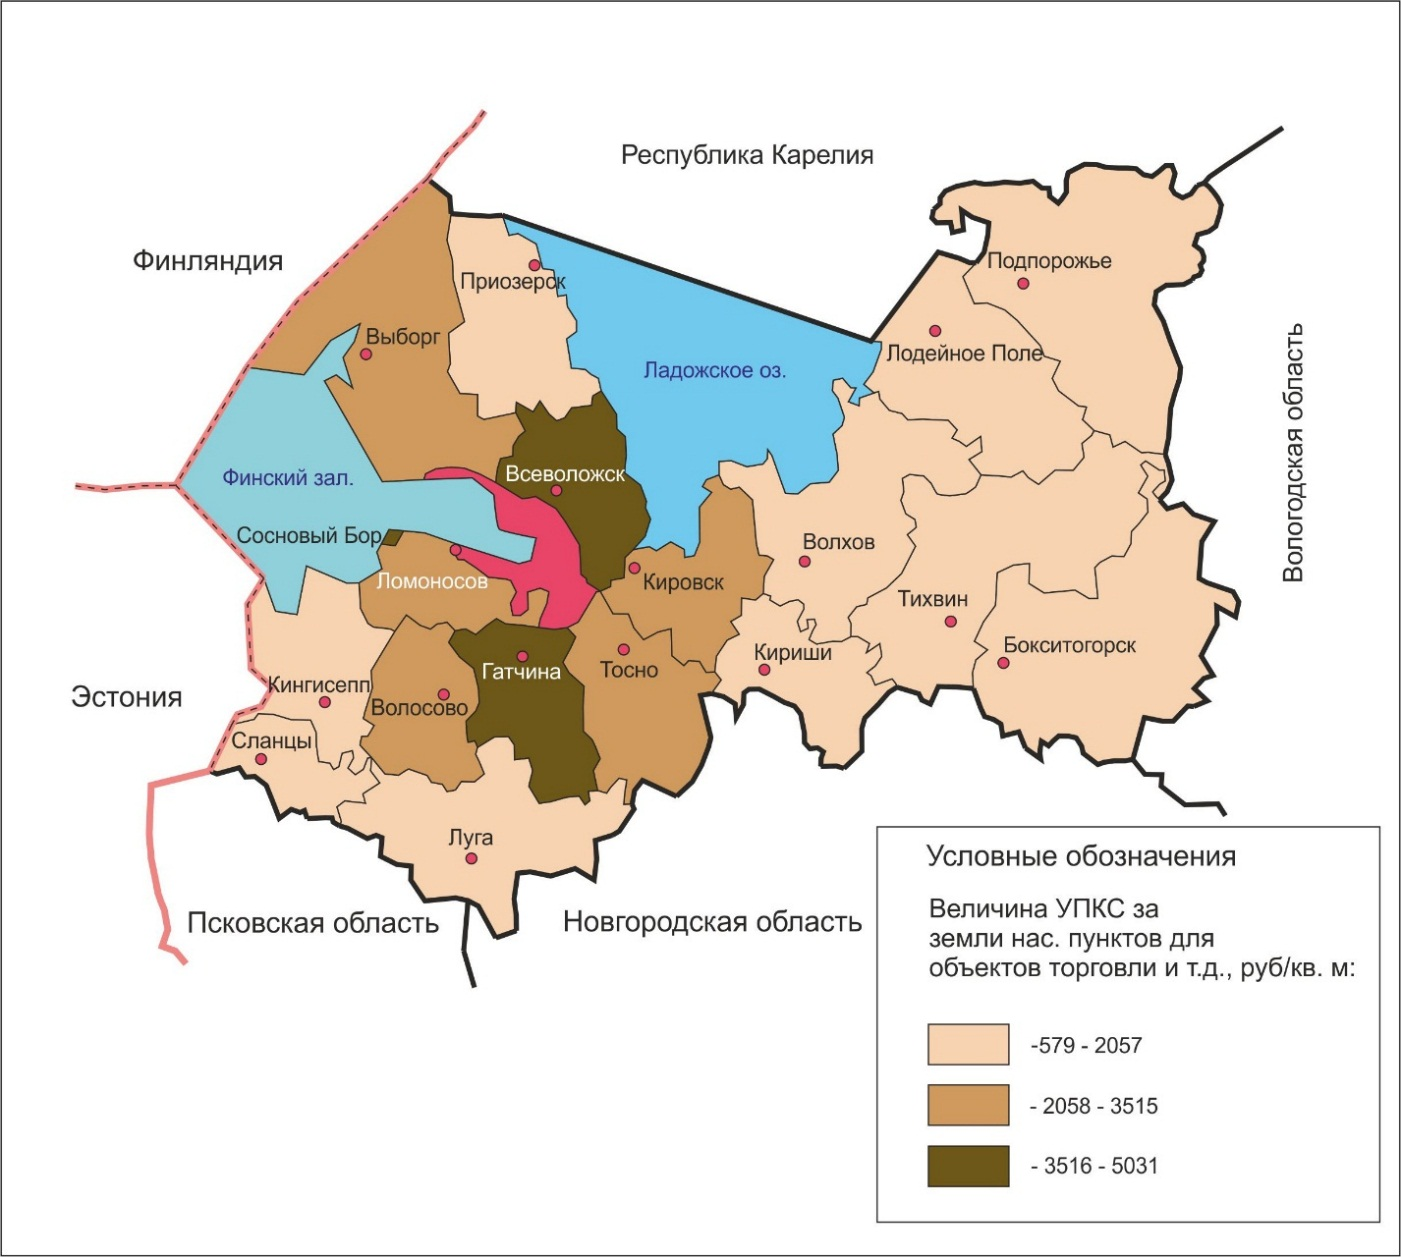 Республика Карелия
Финляндия
Подпорожье
Приозерск
Выборг
Лодейное Поле
Ладожское оз.
Вологодская область
Финский зал.
Всеволожск
Сосновый Бор
Волхов
Ломоносов
Кировск
Тихвин
Бокситогорск
Кириши
Гатчина
Тосно
Эстония
Кингисепп
Волосово
Сланцы
Луга
Псковская область
Новгородская область
Условные обозначения
Величина УПКС за
земли нас. пунктов для
объектов торговли и т.д., руб/кв. м:
-579 - 2057
- 2058 - 3515
- 3516 - 5031